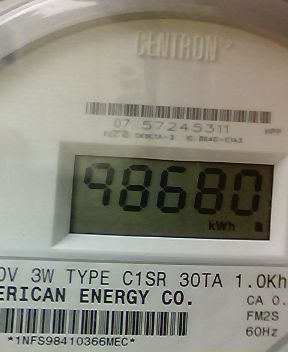 CENTRON®
07 57245311
98680
kWh
0V 3W TYPE C1SR 30TA 1.0Kh
ERICAN ENERGY CO.
CA 0.
FM2S
60Hz
*1NFS98410366MEC*